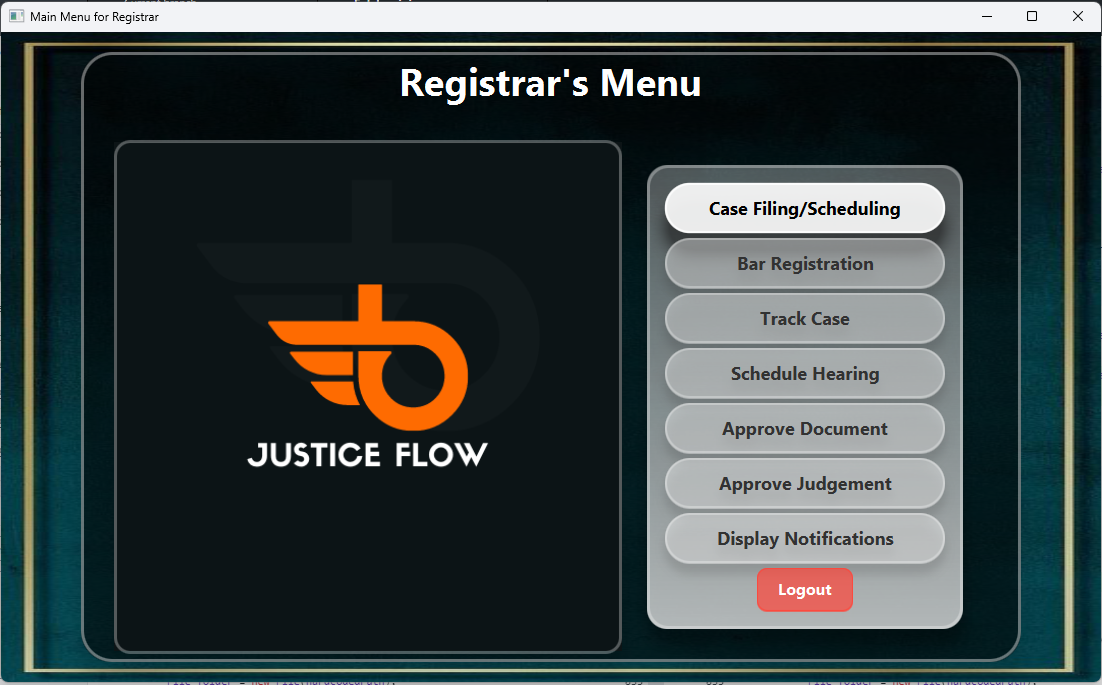 Main Menu for Registrar
Registrar's Menu
JUSTICE FLOW
Case Filing/Scheduling
Bar Registration
Track Case
Schedule Hearing
Approve Document
Approve Judgement
Display Notifications
Logout